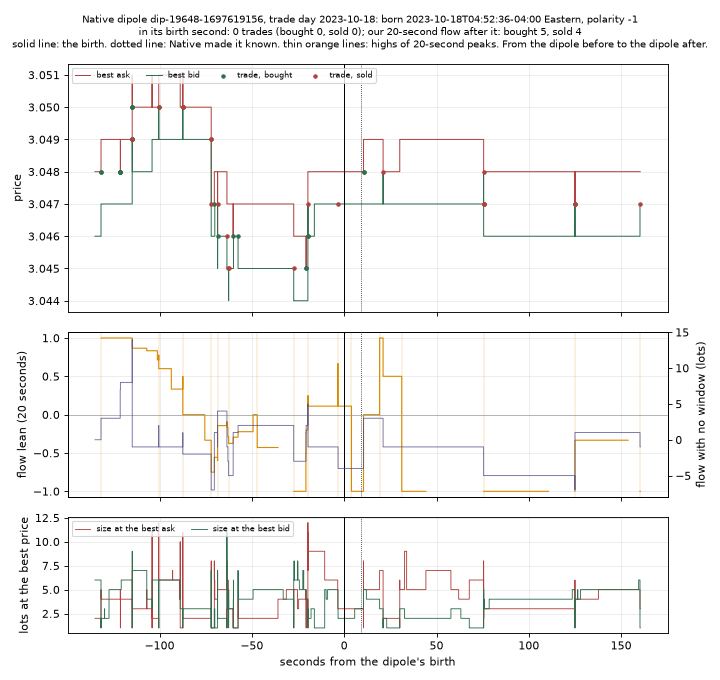 Native dipole dip-19648-1697619156, trade day 2023-10-18: born 2023-10-18T04:52:36-04:00 Eastern, polarity -1
in its birth second: 0 trades (bought 0, sold 0); our 20-second flow after it: bought 5, sold 4
solid line: the birth. dotted line: Native made it known. thin orange lines: highs of 20-second peaks. From the dipole before to the dipole after.
best ask best bid trade, bought trade, sold
3.051
3.050
3.049
3.048
3.047
3.046
3.045
3.044
price
1.0
0.5
0.0
−0.5
−1.0
flow lean (20 seconds)
15
10
5
0
−5
flow with no window (lots)
size at the best ask size at the best bid
12.5
10.0
7.5
5.0
2.5
lots at the best price
−100 −50 0 50 100 150
seconds from the dipole's birth